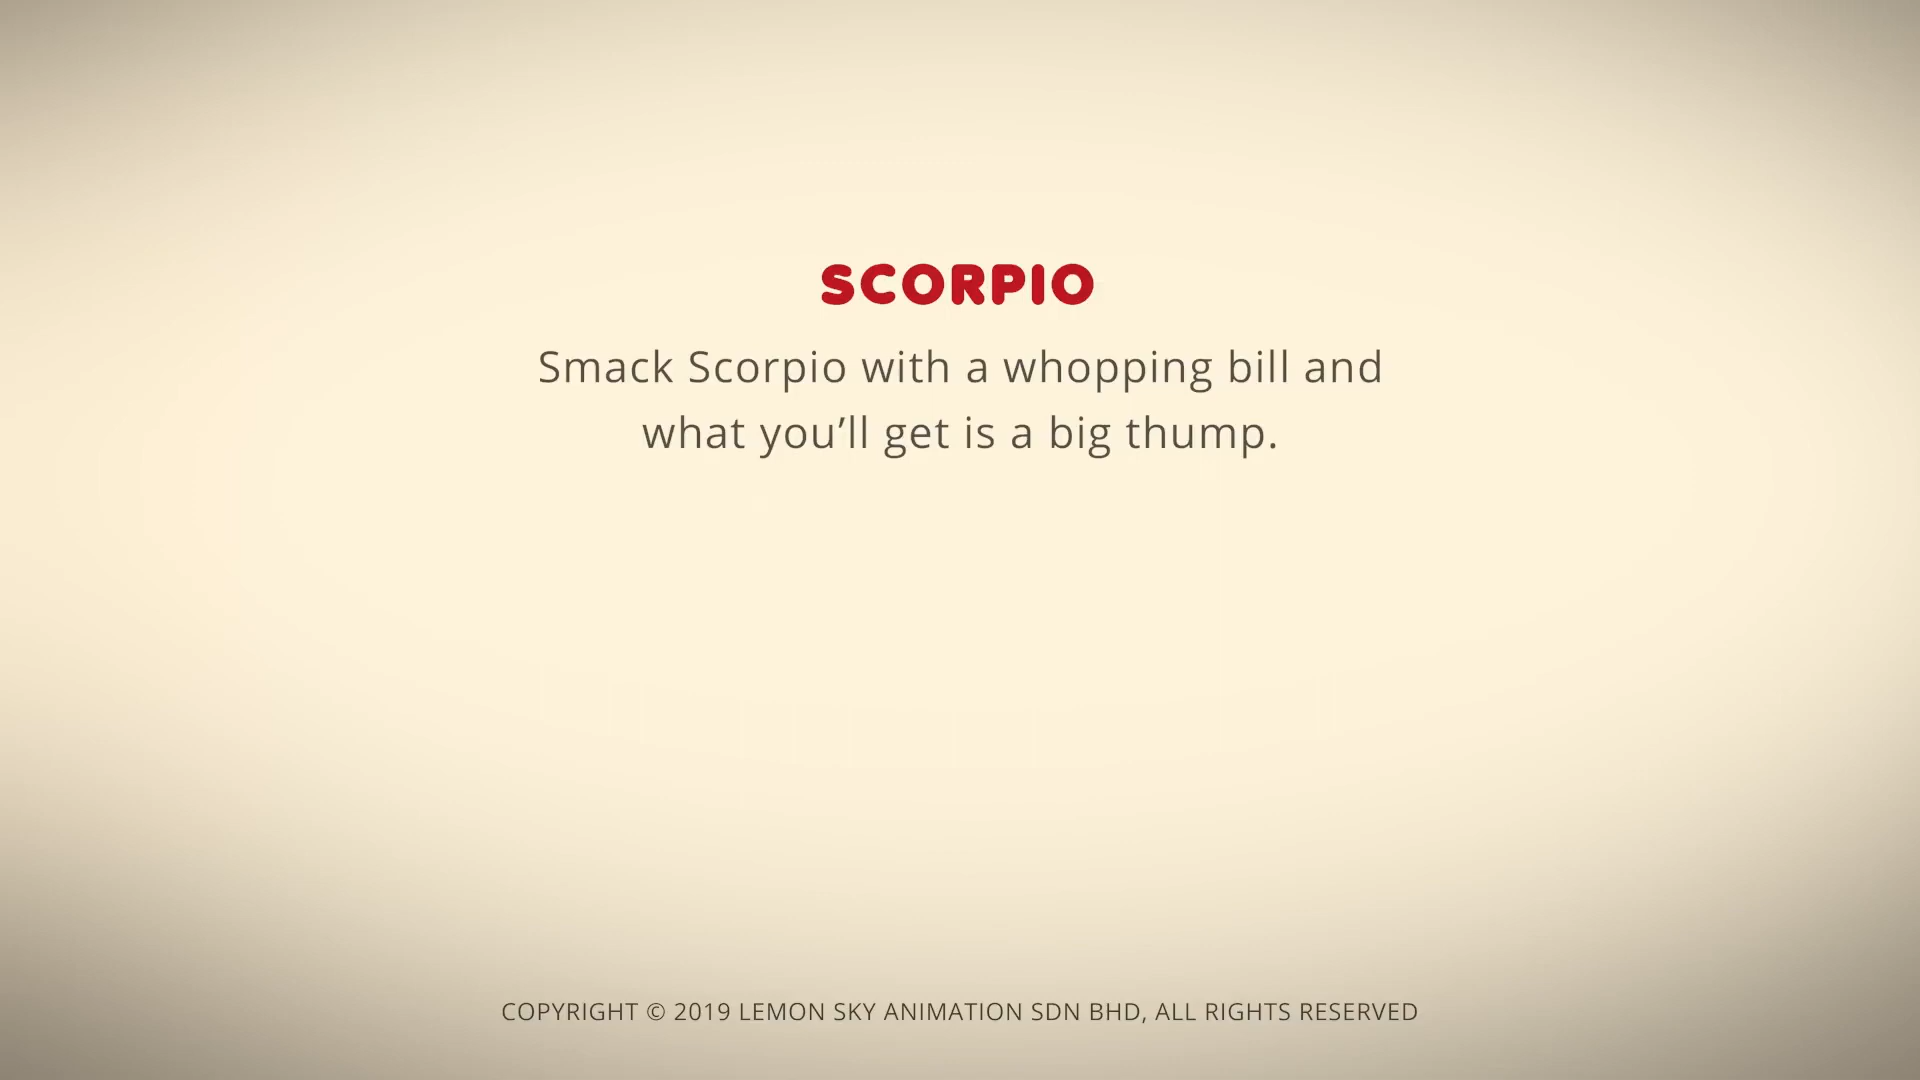 SCORPIO
Smack Scorpio with a whopping bill and
what you’ll get is a big thump.
COPYRIGHT © 2019 LEMON SKY ANIMATION SDN BHD, ALL RIGHTS RESERVED